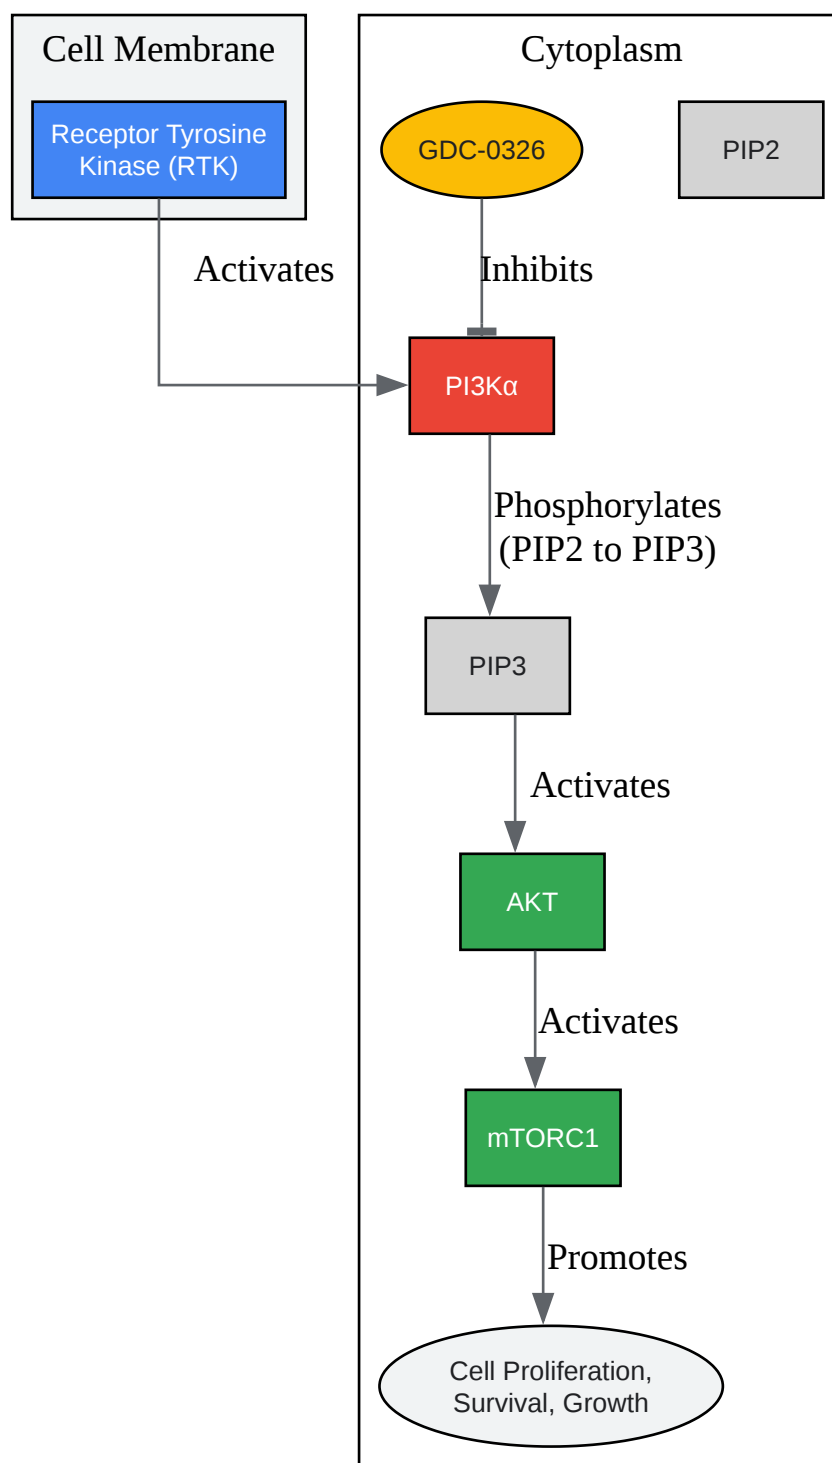 Cell Membrane
Cytoplasm
Receptor Tyrosine
Kinase (RTK)
GDC-0326
PIP2
Activates
Inhibits
PI3Kα
Phosphorylates
(PIP2 to PIP3)
PIP3
Activates
AKT
Activates
mTORC1
Promotes
Cell Proliferation,
Survival, Growth